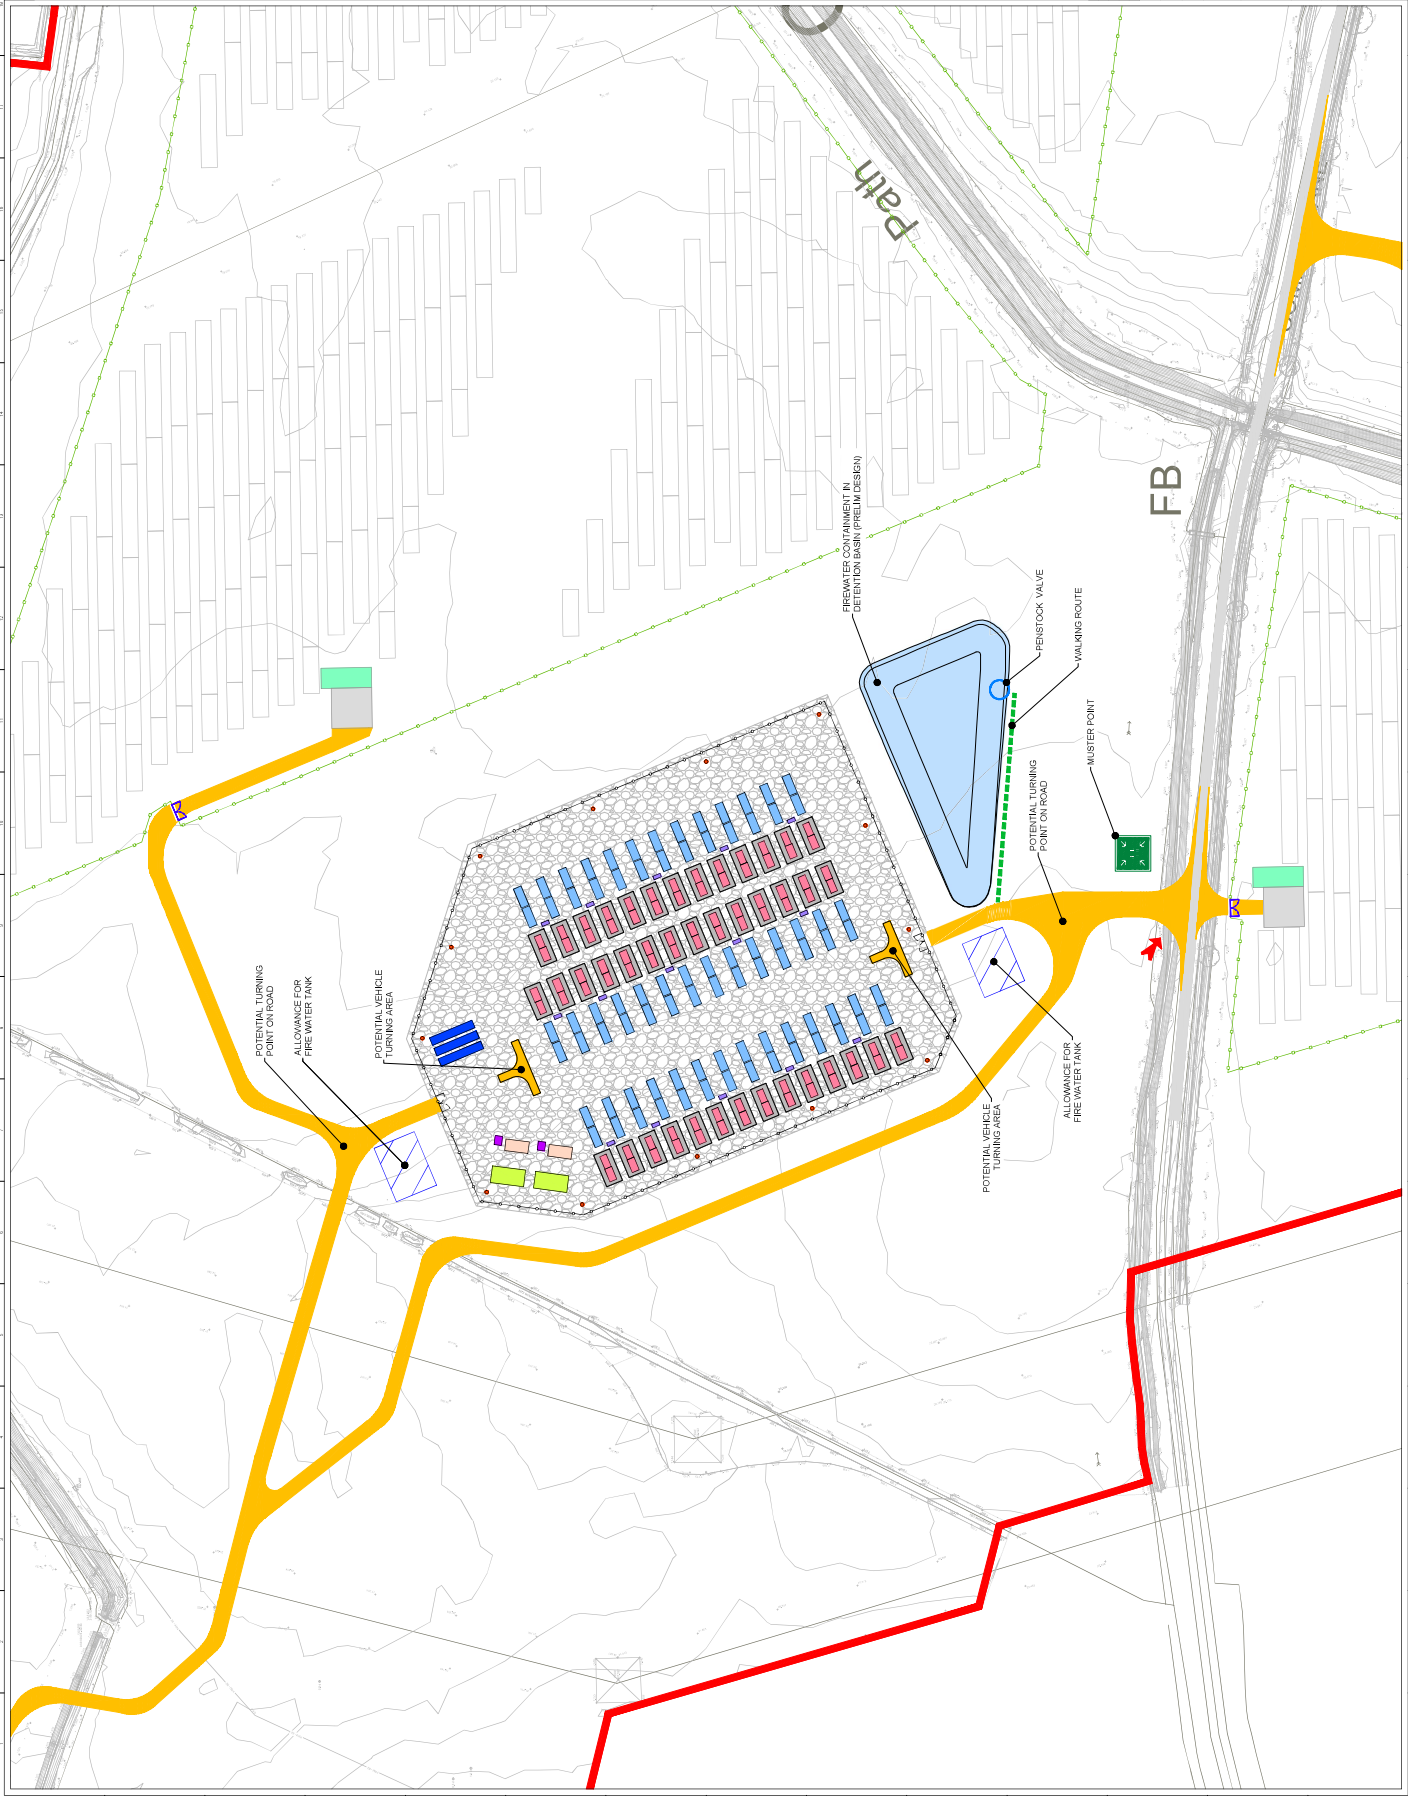 Path
FB
FIREWATER CONTAINMENT IN
DETENTION BASIN (PRELIM DESIGN)
PENSTOCK VALVE
WALKING ROUTE
MUSTER POINT
POTENTIAL TURNING
POINT ON ROAD
POTENTIAL TURNING
POINT ON ROAD
ALLOWANCE FOR
FIRE WATER TANK
POTENTIAL VEHICLE
TURNING AREA
ALLOWANCE FOR
FIRE WATER TANK
POTENTIAL VEHICLE
TURNING AREA